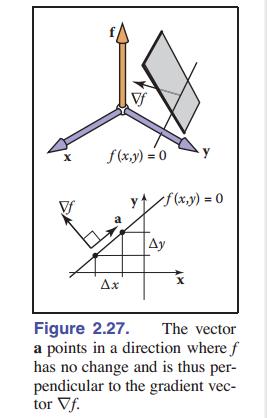 f
∇f
x
f(x,y) = 0
y
∇f
y
f(x,y) = 0
a
Δy
Δx
x
Figure 2.27. The vector
a points in a direction where f
has no change and is thus per-
pendicular to the gradient vec-
tor ∇f.